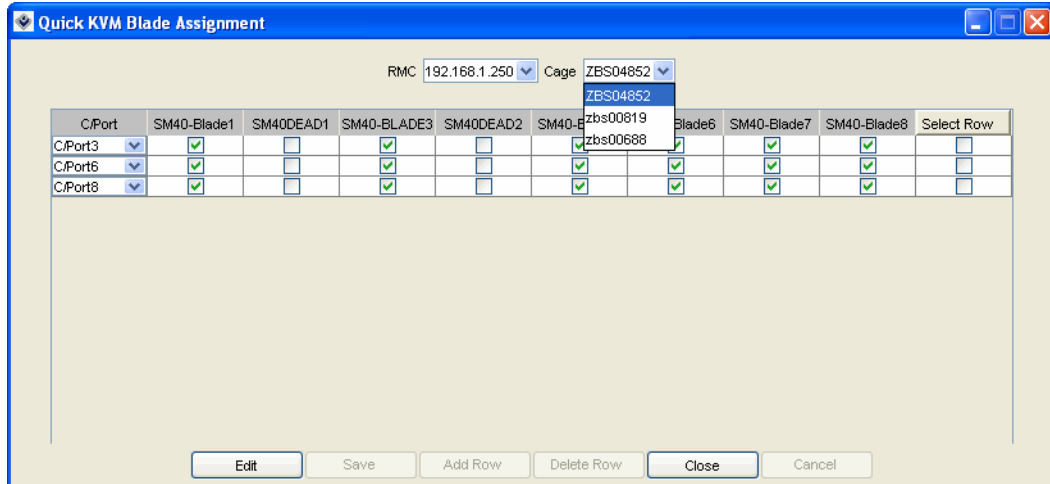 Quick KVM Blade Assignment
RMC 192.168.1.250 Cage ZBS04852
ZBS04852
zbs00819
zbs00688
C/Port SM40-Blade1 SM40DEAD1 SM40-BLADE3 SM40DEAD2 SM40-B Blade6 SM40-Blade7 SM40-Blade8 Select Row
C/Port3
C/Port6
C/Port8
Edit Save Add Row Delete Row Close Cancel